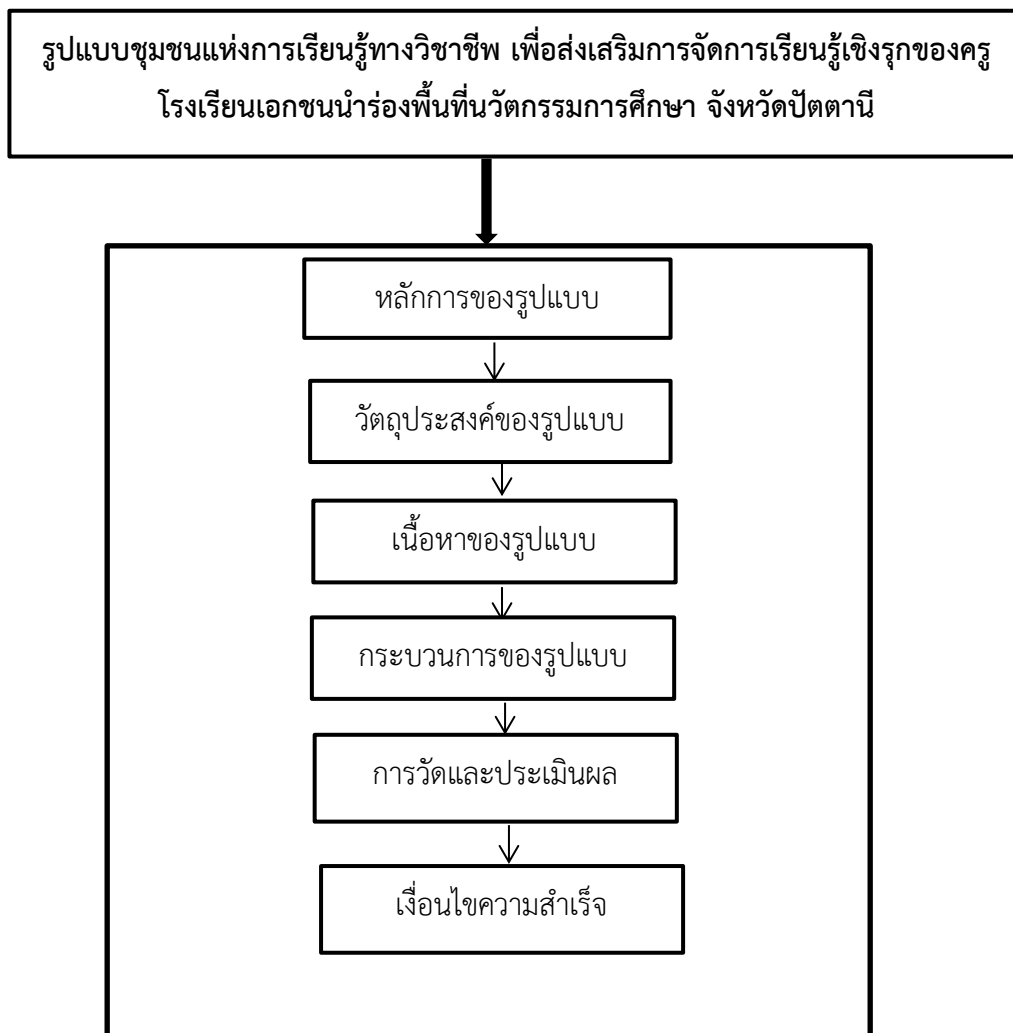 รูปแบบชุมชนแห่งการเรียนรู้ทางวิชาชีพ เพื่อส่งเสริมการจัดการเรียนรู้เชิงรุกของครู
โรงเรียนเอกชนนำร่องพื้นที่นวัตกรรมการศึกษา จังหวัดปัตตานี
หลักการของรูปแบบ
วัตถุประสงค์ของรูปแบบ
เนื้อหาของรูปแบบ
กระบวนการของรูปแบบ
การวัดและประเมินผล
เงื่อนไขความสำเร็จ